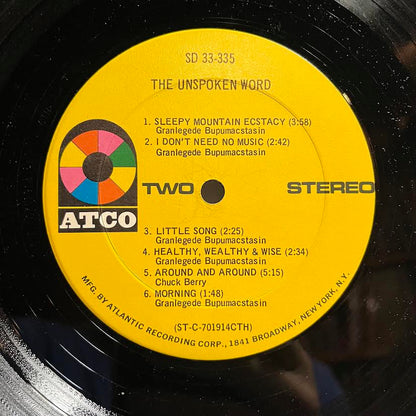 SD 33-335
THE UNSPOKEN WORD
1. SLEEPY MOUNTAIN ECSTACY (3:58)
Granlegede Bupumacstasin
2. I DON'T NEED NO MUSIC (2:42)
Granlegede Bupumacstasin
TWO STEREO
ATCO
3. LITTLE SONG (2:25)
Granlegede Bupumacstasin
4. HEALTHY, WEALTHY & WISE (2:34)
Granlegede Bupumacstasin
5. AROUND AND AROUND (5:15)
Chuck Berry
6. MORNING (1:48)
Granlegede Bupumacstasin
(ST-C-701914CTH)
MFG. BY ATLANTIC RECORDING CORP., 1841 BROADWAY, NEW YORK, N.Y.